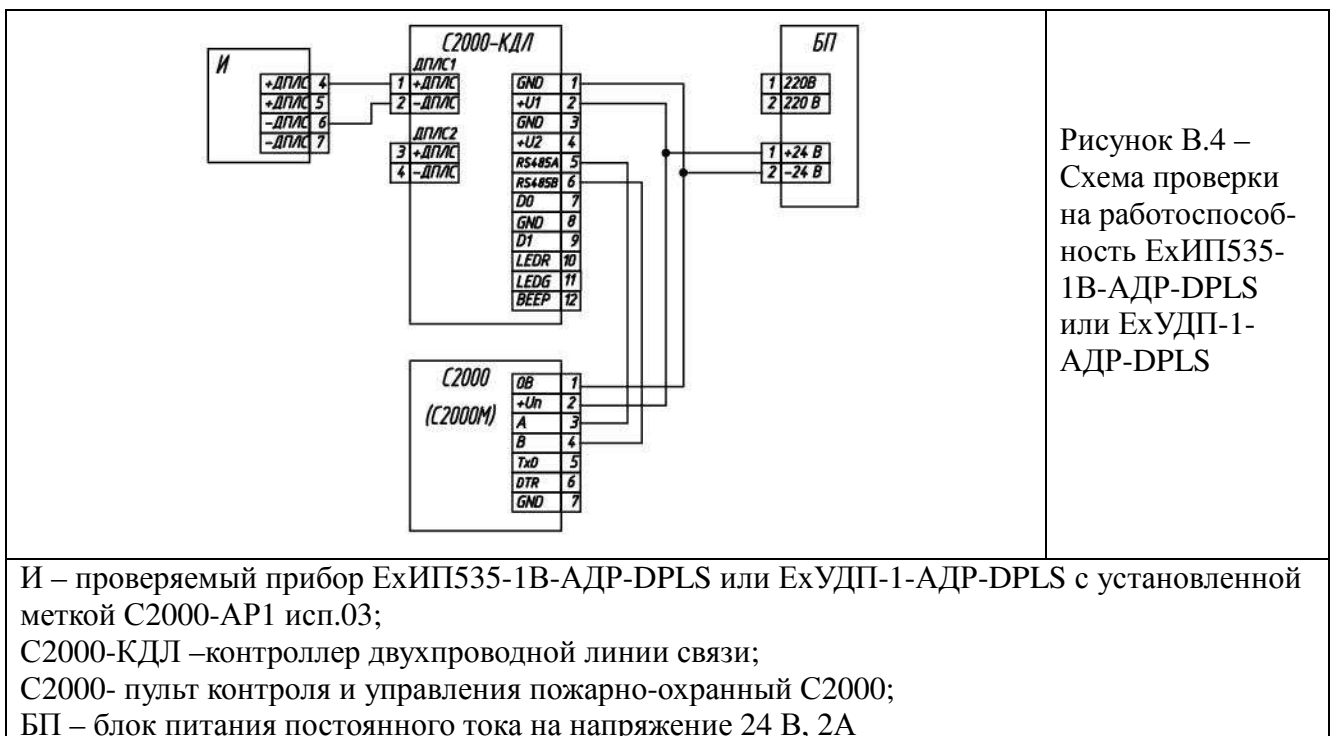 И
+ДПЛС 4
+ДПЛС 5
-ДПЛС 6
-ДПЛС 7
С2000-КДЛ
ДПЛС1
1 +ДПЛС
2 -ДПЛС
ДПЛС2
3 +ДПЛС
4 -ДПЛС
GND 1
+U1 2
GND 3
+U2 4
RS485A 5
RS485B 6
D0 7
GND 8
D1 9
LEDR 10
LEDG 11
BEEP 12
БП
1 220В
2 220 В
1 +24 В
2 -24 В
С2000
(С2000М)
0В 1
+Un 2
A 3
B 4
TxD 5
DTR 6
GND 7
Рисунок В.4 –
Схема проверки
на работоспособ-
ность ЕхИП535-
1В-АДР-DPLS
или ЕхУДП-1-
АДР-DPLS
И – проверяемый прибор ЕхИП535-1В-АДР-DPLS или ЕхУДП-1-АДР-DPLS с установленной
меткой С2000-АР1 исп.03;
С2000-КДЛ –контроллер двухпроводной линии связи;
С2000- пульт контроля и управления пожарно-охранный С2000;
БП – блок питания постоянного тока на напряжение 24 В, 2А